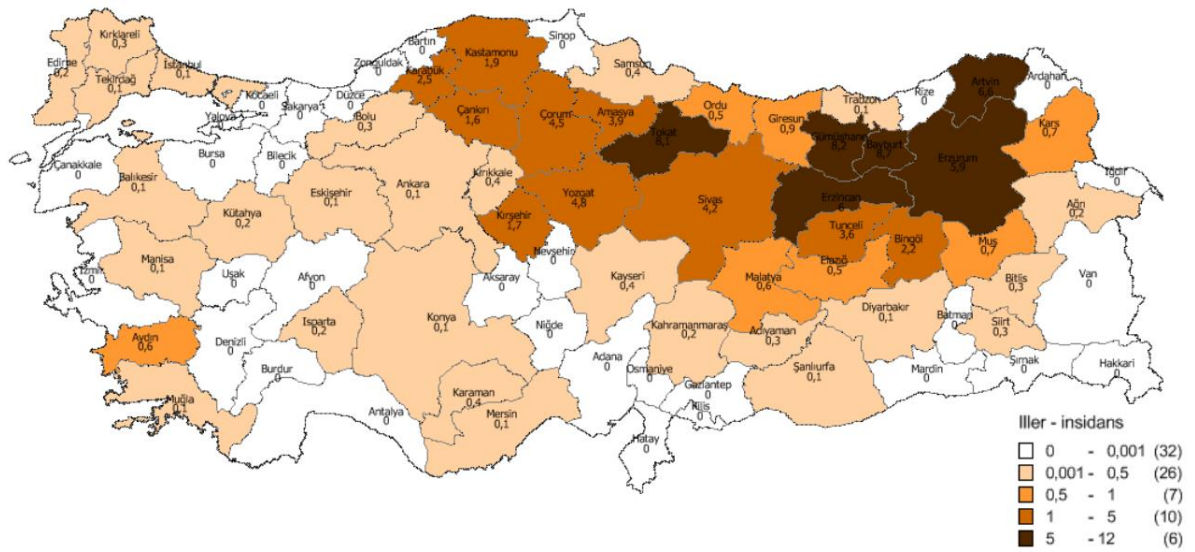 Kırklareli
0,3
Edirne
0,2
Tekirdağ
0,1
İstanbul
0,1
Kocaeli
0
Yalova
0
Sakarya
0
Düzce
0
Zonguldak
0
Bartın
0
Karabük
2,5
Kastamonu
1,9
Sinop
0
Samsun
0,4
Çankırı
1,6
Çorum
4,5
Amasya
3,9
Tokat
8,1
Ordu
0,5
Giresun
0,9
Trabzon
0,1
Gümüşhane
8,2
Bayburt
8,7
Rize
0
Artvin
6,6
Ardahan
0
Kars
0,7
Erzurum
5,9
Iğdır
0
Ağrı
0,2
Bolu
0,3
Çanakkale
0
Balıkesir
0,1
Bursa
0
Bilecik
0
Eskişehir
0,1
Ankara
0,1
Kırıkkale
0,4
Kırşehir
1,7
Yozgat
4,8
Sivas
4,2
Erzincan
Tunceli
3,6
Bingöl
2,2
Muş
0,7
Elazığ
0,5
Malatya
0,6
Kütahya
0,2
Manisa
0,1
İzmir
0
Uşak
0
Afyon
0
Aksaray
0
Nevşehir
0
Kayseri
0,4
Niğde
0
Konya
0,1
Isparta
0,2
Aydın
0,6
Denizli
0
Burdur
0
Muğla
0,1
Antalya
0
Karaman
0,4
Mersin
0,1
Adana
0
Osmaniye
0
Kahramanmaraş
0,2
Adıyaman
0,3
Gaziantep
0
Kilis
0
Hatay
0
Şanlıurfa
0,1
Diyarbakır
0,1
Batman
0
Mardin
0
Siirt
0,3
Bitlis
0,3
Van
0
Şırnak
0
Hakkari
0
İller - insidans
0 - 0,001 (32)
0,001 - 0,5 (26)
0,5 - 1 (7)
1 - 5 (10)
5 - 12 (6)